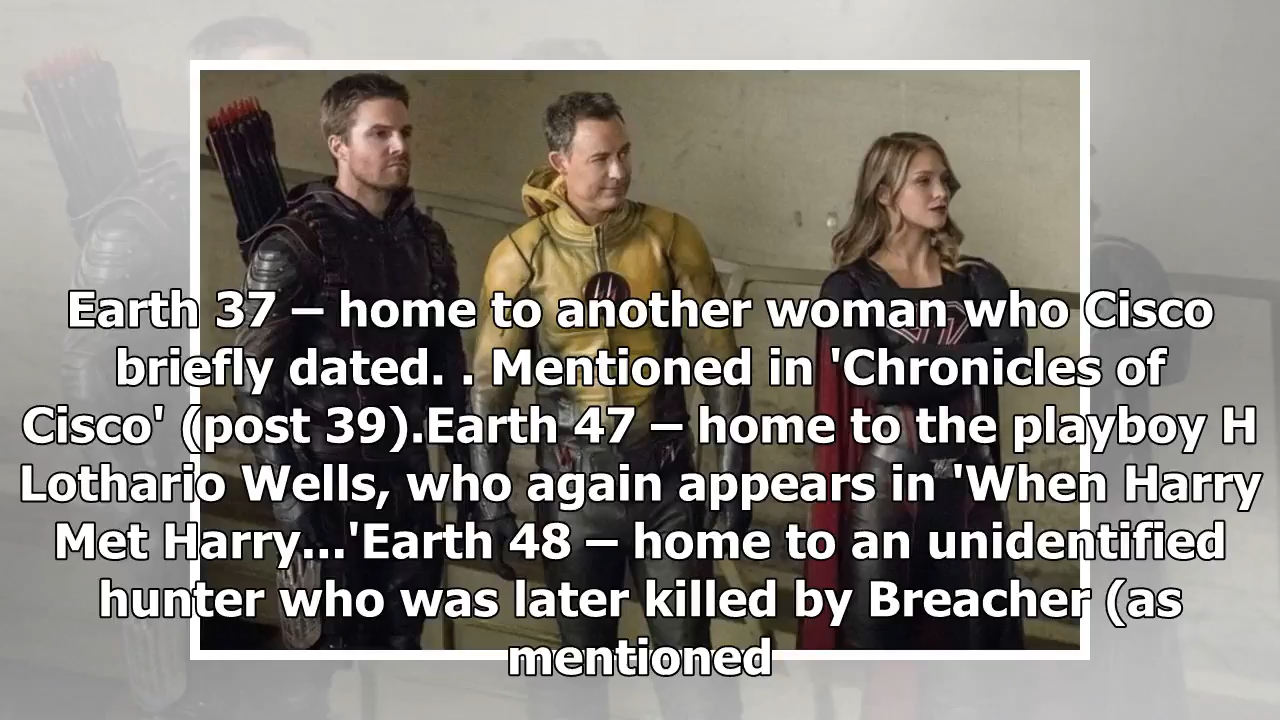 Earth 37 – home to another woman who Cisco
briefly dated. . Mentioned in 'Chronicles of
Cisco' (post 39).Earth 47 – home to the playboy H
Lothario Wells, who again appears in 'When Harry
Met Harry...'Earth 48 – home to an unidentified
hunter who was later killed by Breacher (as
mentioned